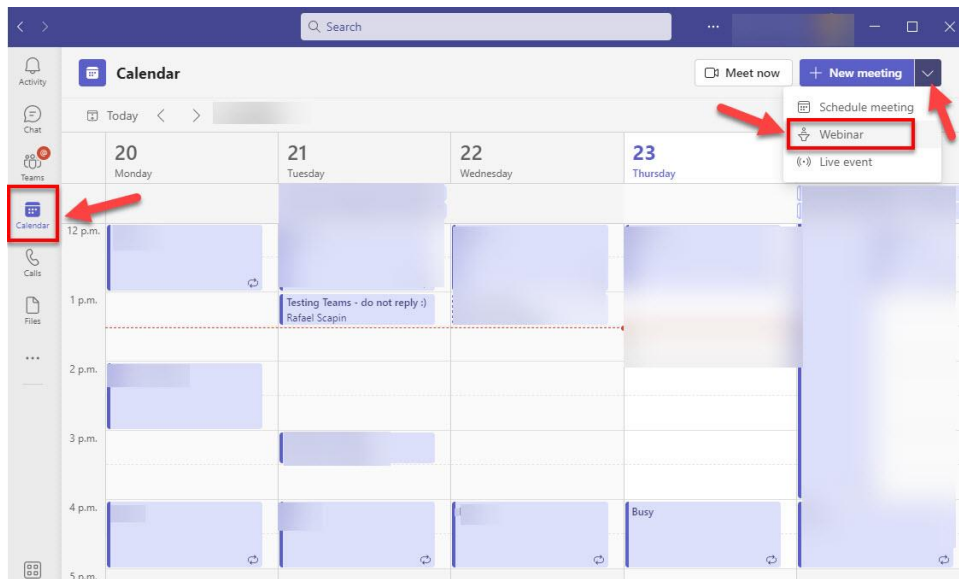 Search
...
Activity
Calendar
Meet now
+ New meeting
Today
Schedule meeting
Chat
Webinar
20
21
22
23
Live event
Monday
Tuesday
Wednesday
Thursday
Teams
Calendar
12 p.m.
Calls
1 p.m.
Testing Teams - do not reply :)
Rafael Scapin
Files
...
2 p.m.
3 p.m.
4 p.m.
Busy
5 p.m.